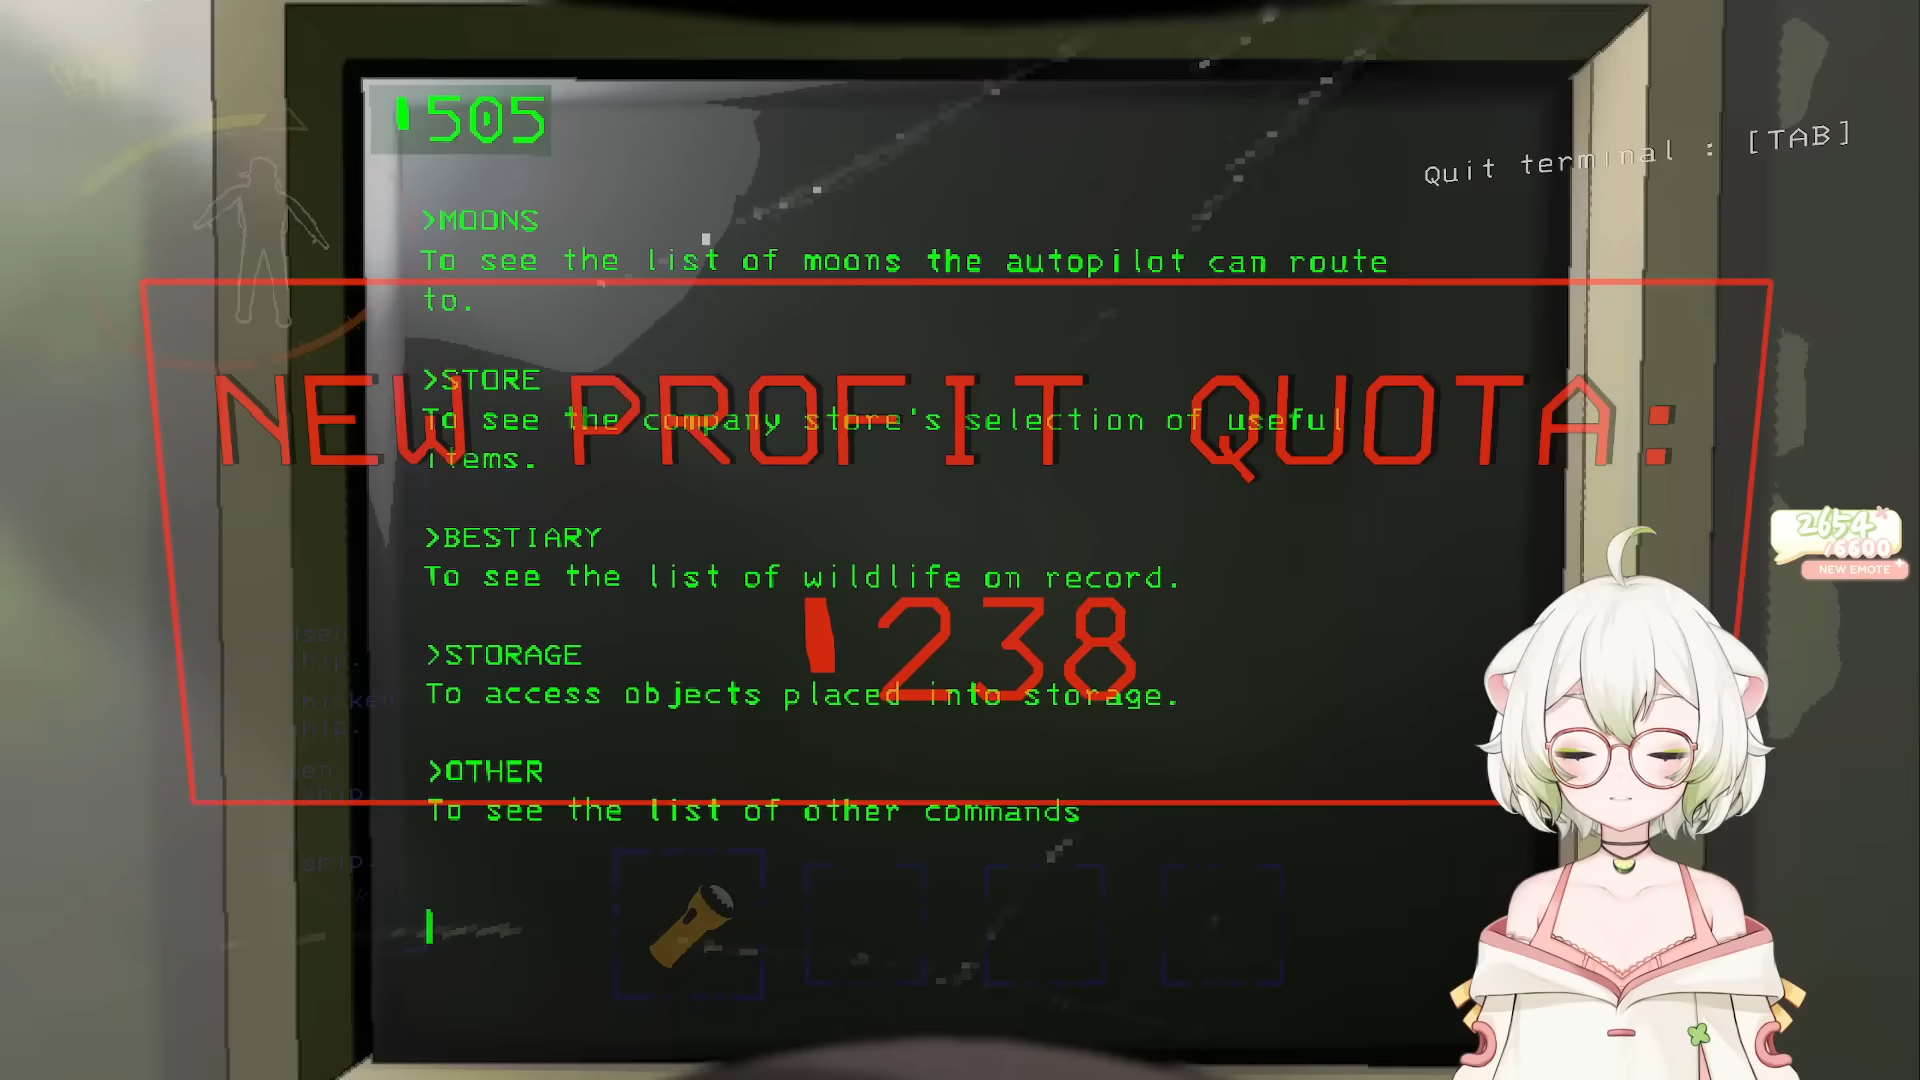 505
Quit terminal : [TAB]
>MOONS
To see the list of moons the autopilot can route
to.
>STORE
To see the company store's selection of useful
items.
NEW PROFIT QUOTA:
238
>BESTIARY
To see the list of wildlife on record.
>STORAGE
To access objects placed into storage.
>OTHER
To see the list of other commands
2654
/6600
NEW EMOTE